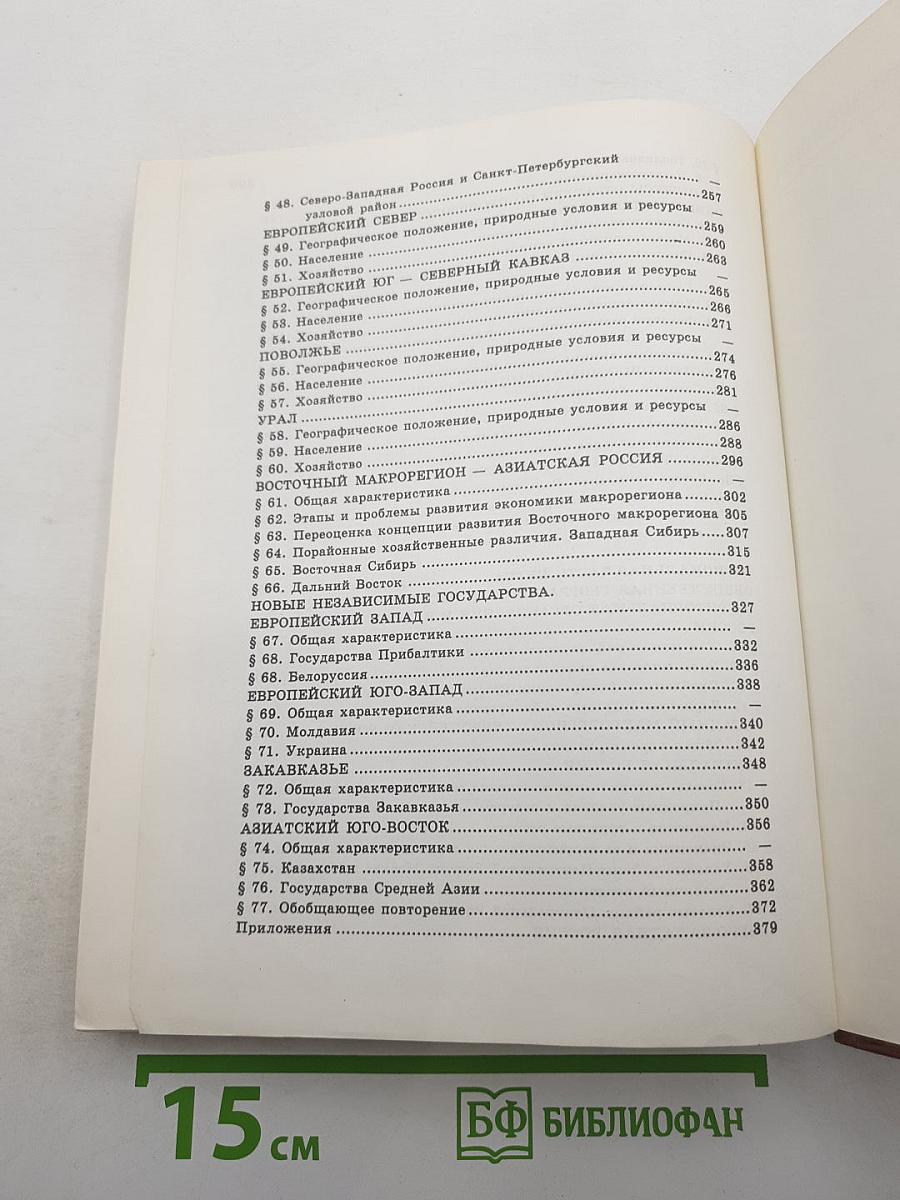 § 48. Северо-Западная Россия и Санкт-Петербургский
узловой район ..... —
ЕВРОПЕЙСКИЙ СЕВЕР ..... 257
§ 49. Географическое положение, природные условия и ресурсы —
§ 50. Население ..... 259
§ 51. Хозяйство ..... 260
ЕВРОПЕЙСКИЙ ЮГ — СЕВЕРНЫЙ КАВКАЗ ..... 263
§ 52. Географическое положение, природные условия и ресурсы —
§ 53. Население ..... 265
§ 54. Хозяйство ..... 266
ПОВОЛЖЬЕ ..... 271
§ 55. Географическое положение, природные условия и ресурсы —
§ 56. Население ..... 274
§ 57. Хозяйство ..... 276
УРАЛ ..... 281
§ 58. Географическое положение, природные условия и ресурсы —
§ 59. Население ..... 286
§ 60. Хозяйство ..... 288
ВОСТОЧНЫЙ МАКРОРЕГИОН — АЗИАТСКАЯ РОССИЯ ..... 296
§ 61. Общая характеристика ..... —
§ 62. Этапы и проблемы развития экономики макрорегиона ..... 302
§ 63. Переоценка концепции развития Восточного макрорегиона 305
§ 64. Порайонные хозяйственные различия. Западная Сибирь ..... 307
§ 65. Восточная Сибирь ..... 315
§ 66. Дальний Восток ..... 321
НОВЫЕ НЕЗАВИСИМЫЕ ГОСУДАРСТВА.
ЕВРОПЕЙСКИЙ ЗАПАД ..... 327
§ 67. Общая характеристика ..... —
§ 68. Государства Прибалтики ..... 332
§ 68. Белоруссия ..... 336
ЕВРОПЕЙСКИЙ ЮГО-ЗАПАД ..... 338
§ 69. Общая характеристика ..... —
§ 70. Молдавия ..... 340
§ 71. Украина ..... 342
ЗАКАВКАЗЬЕ ..... 348
§ 72. Общая характеристика ..... —
§ 73. Государства Закавказья ..... 350
АЗИАТСКИЙ ЮГО-ВОСТОК ..... 356
§ 74. Общая характеристика ..... —
§ 75. Казахстан ..... 358
§ 76. Государства Средней Азии ..... 362
§ 77. Обобщающее повторение ..... 372
Приложения ..... 379
15 см
БФ БИБЛИОФАН